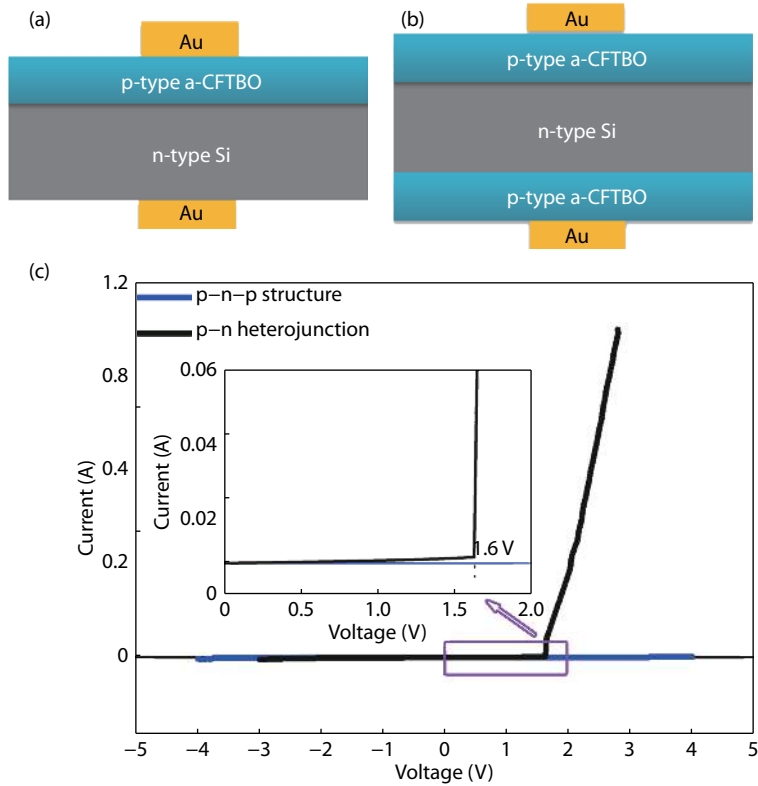 (a)
Au
p-type a-CFTBO
n-type Si
Au
(b)
Au
p-type a-CFTBO
n-type Si
p-type a-CFTBO
Au
(c)
1.2
0.8
0.4
0.2
0
Current (A)
p−n−p structure
p−n heterojunction
0.06
0.04
0.02
0
Current (A)
1.6 V
0 0.5 1.0 1.5 2.0
Voltage (V)
−5 −4 −3 −2 −1 0 1 2 3 4 5
Voltage (V)